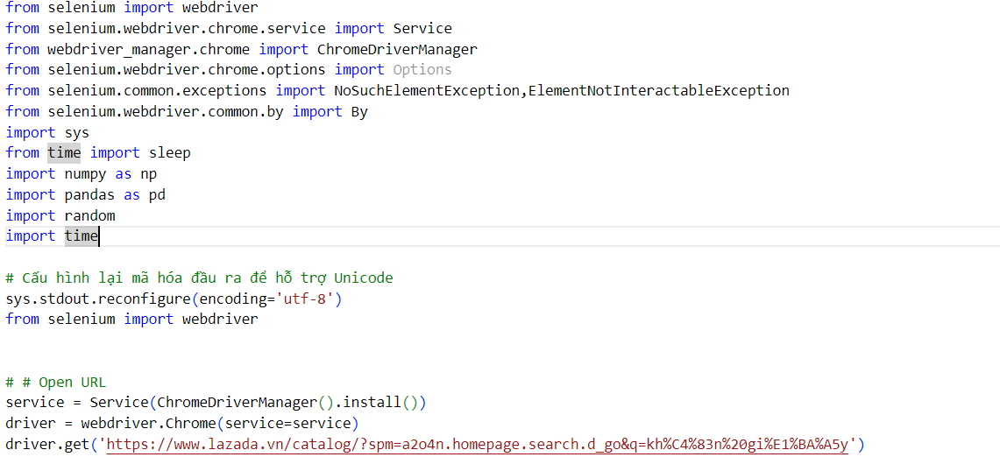 from selenium import webdriver
from selenium.webdriver.chrome.service import Service
from webdriver_manager.chrome import ChromeDriverManager
from selenium.webdriver.chrome.options import Options
from selenium.common.exceptions import NoSuchElementException,ElementNotInteractableException
from selenium.webdriver.common.by import By
import sys
from time import sleep
import numpy as np
import pandas as pd
import random
import time
# Cấu hình lại mã hóa đầu ra để hỗ trợ Unicode
sys.stdout.reconfigure(encoding='utf-8')
from selenium import webdriver
# # Open URL
service = Service(ChromeDriverManager().install())
driver = webdriver.Chrome(service=service)
driver.get('https://www.lazada.vn/catalog/?spm=a2o4n.homepage.search.d_go&q=kh%C4%83n%20gi%E1%BA%A5y')